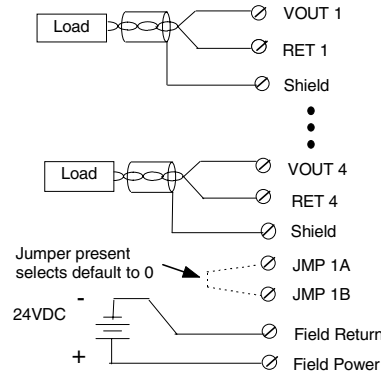 VOUT 1
Load
RET 1
Shield
VOUT 4
Load
RET 4
Shield
Jumper present
selects default to 0
JMP 1A
JMP 1B
-
24VDC
Field Return
+
Field Power